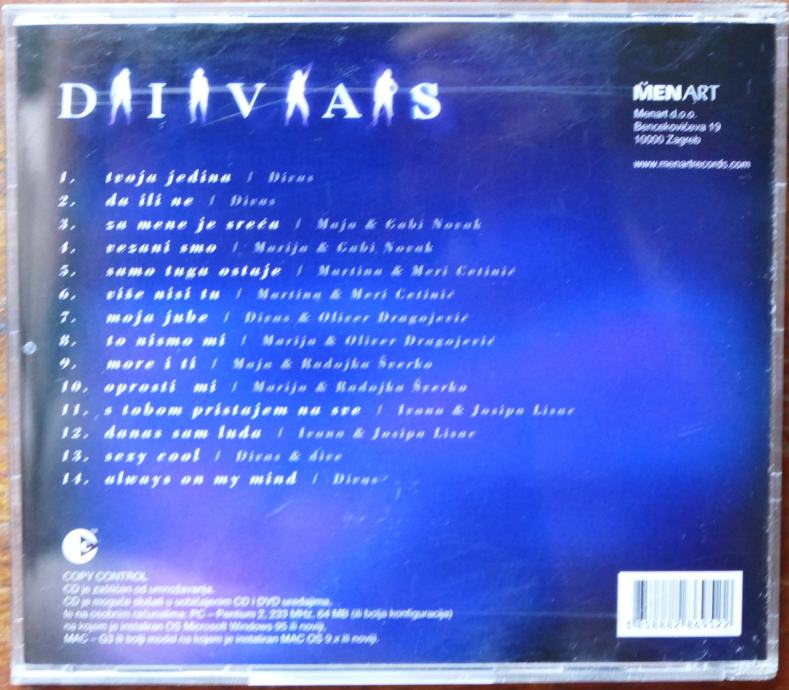 DIVAS
MENART
Menart d.o.o.
Bencekovićeva 19
10000 Zagreb
www.menartrecords.com
1. tvoja jedina / Divas
2. da ili ne / Divas
3. za mene je sreća / Maja & Gabi Novak
4. vezani smo / Marija & Gabi Novak
5. samo tuga ostaje / Martina & Meri Cetinić
6. više nisi tu / Martina & Meri Cetinić
7. moja jube / Divas & Oliver Dragojević
8. to nismo mi / Marija & Oliver Dragojević
9. more i ti / Maja & Radojka Šverko
10. oprosti mi / Marija & Radojka Šverko
11. s tobom pristajem na sve / Ivana & Josipa Lisac
12. danas sam luda / Ivana & Josipa Lisac
13. sexy cool / Divas & dive
14. always on my mind / Divas
COPY CONTROL
CD je zaštićen od umnožavanja.
CD je moguće slušati u uobičajenim CD i DVD uređajima,
te na osobnim računalima: PC – Pentium 2, 233 MHz, 64 MB (ili bolja konfiguracija)
na kojem je instaliran OS Microsoft Windows 95 ili noviji,
MAC – G3 ili bolji model na kojem je instaliran MAC OS 9.x ili noviji.